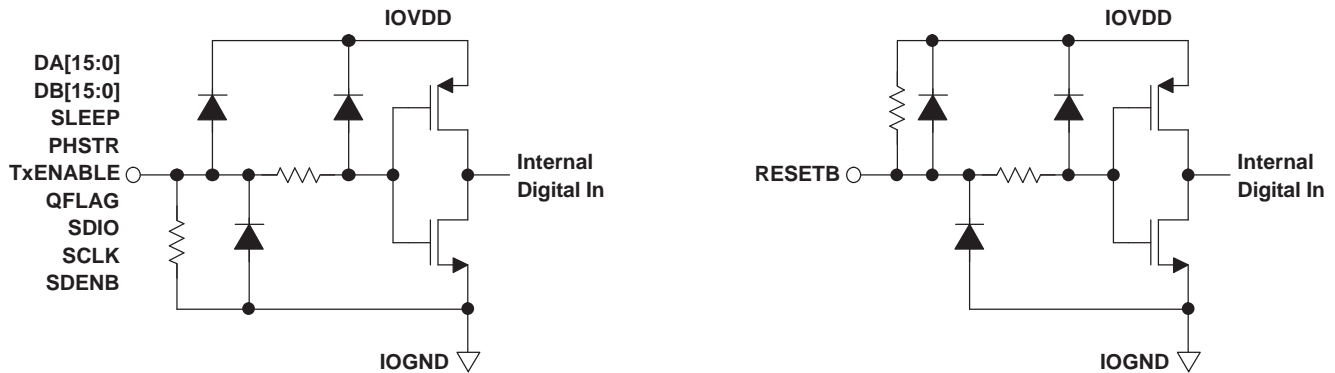 IOVDD
DA[15:0]
DB[15:0]
SLEEP
PHSTR
TxENABLE
QFLAG
SDIO
SCLK
SDENB
Internal
Digital In
IOGND
IOVDD
RESETB
Internal
Digital In
IOGND